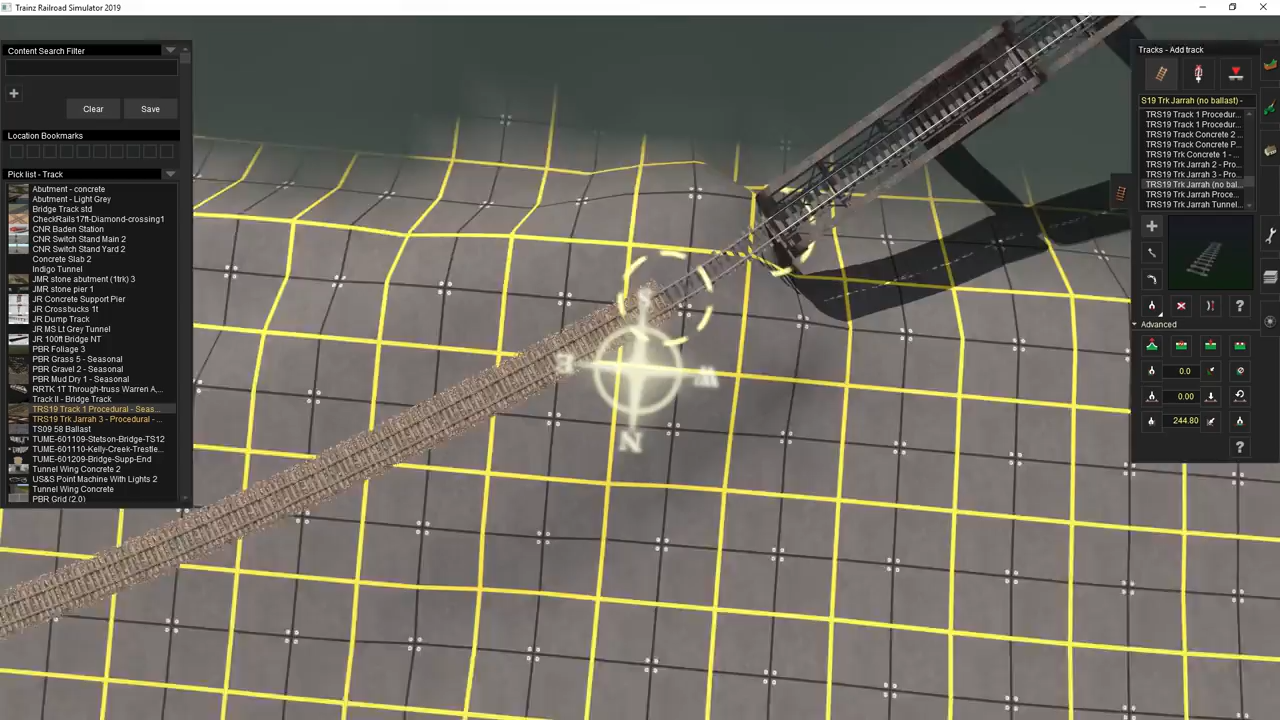 Trainz Railroad Simulator 2019
Content Search Filter
Clear
Save
Location Bookmarks
Pick list - Track
Abutment - concrete
Abutment - Light Grey
Bridge Track std
CheckRails17ft-Diamond-crossing1
CNR Baden Station
CNR Switch Stand Main 2
CNR Switch Stand Yard 2
Concrete Slab 2
Indigo Tunnel
JMR stone abutment (1trk) 3
JMR stone pier 1
JR Concrete Support Pier
JR Crossbucks 1t
JR Dump Track
JR MS Lt Grey Tunnel
JR 100ft Bridge NT
PBR Foliage 3
PBR Grass 5 - Seasonal
PBR Gravel 2 - Seasonal
PBR Mud Dry 1 - Seasonal
RRTK 1T Through-truss Warren A,...
Track II - Bridge Track
TRS19 Track 1 Procedural - Seas...
TRS19 Trk Jarrah 3 - Procedural - ...
TS09 58 Ballast
TUME-601109-Stetson-Bridge-TS12
TUME-601110-Kelly-Creek-Trestle...
TUME-601209-Bridge-Supp-End
Tunnel Wing Concrete 2
US&S Point Machine With Lights 2
Tunnel Wing Concrete
PBR Grid (2.0)
S
E
W
N
Tracks - Add track
S19 Trk Jarrah (no ballast) -
TRS19 Track 1 Procedur...
TRS19 Track 1 Procedur...
TRS19 Track Concrete 2 ...
TRS19 Track Concrete P...
TRS19 Trk Concrete 1 - ...
TRS19 Trk Jarrah 2 - Pro...
TRS19 Trk Jarrah 3 - Pro...
TRS19 Trk Jarrah (no bal...
TRS19 Trk Jarrah Proce...
TRS19 Trk Jarrah Tunnel...
?
Advanced
0.0
0.00
244.80
?